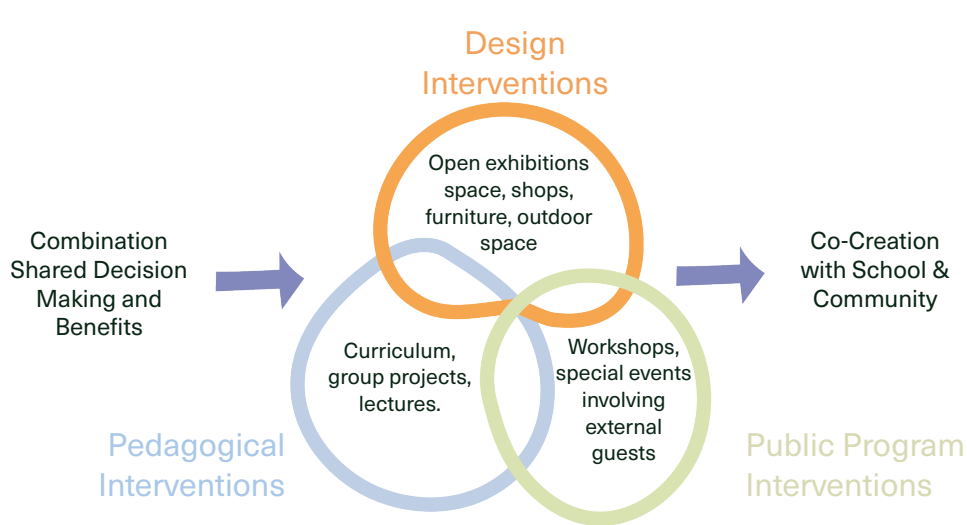 Design
Interventions
Open exhibitions
space, shops,
furniture, outdoor
space
Combination
Shared Decision
Making and
Benefits
Co-Creation
with School &
Community
Curriculum,
group projects,
lectures.
Workshops,
special events
involving
external
guests
Pedagogical
Interventions
Public Program
Interventions